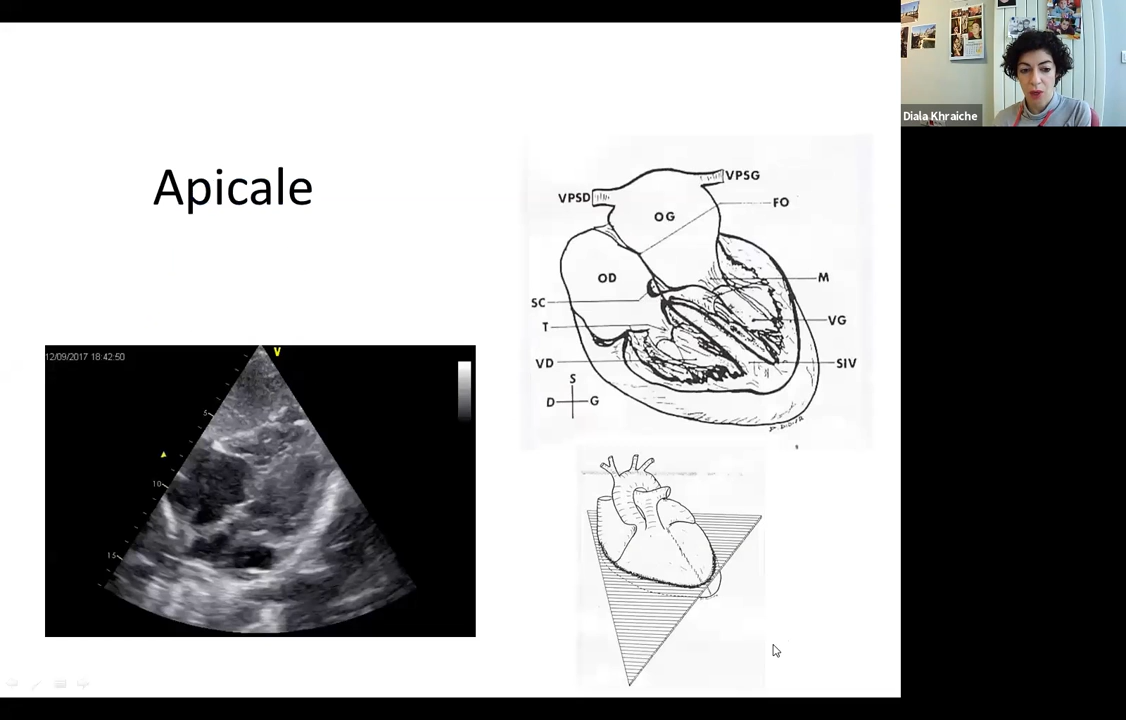 Diala Khraiche
Apicale
VPSG
VPSD
FO
OG
OD
M
SC
T
VG
VD
SIV
S
D
G
12/09/2017 18:42:50
V
5
10
15